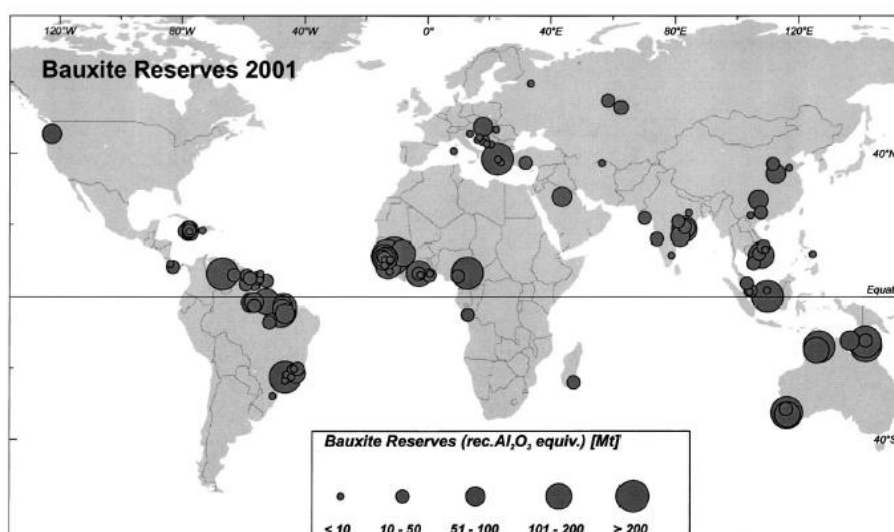 120°W 80°W 40°W 0° 40°E 80°E 120°E
Bauxite Reserves 2001
40°N
Equat
40°S
Bauxite Reserves (rec.Al₂O₃ equiv.) [Mt]
< 10 10 - 50 51 - 100 101 - 200 > 200